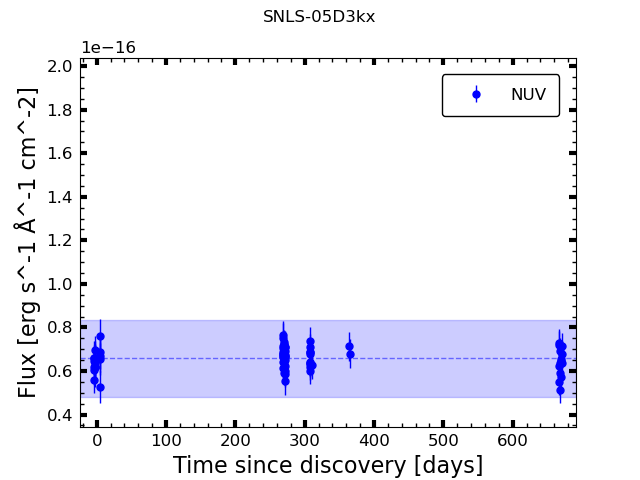 SNLS-05D3kx
1e−16
2.0
1.8
1.6
1.4
1.2
1.0
0.8
0.6
0.4
Flux [erg s^-1 Å^-1 cm^-2]
NUV
0 100 200 300 400 500 600
Time since discovery [days]